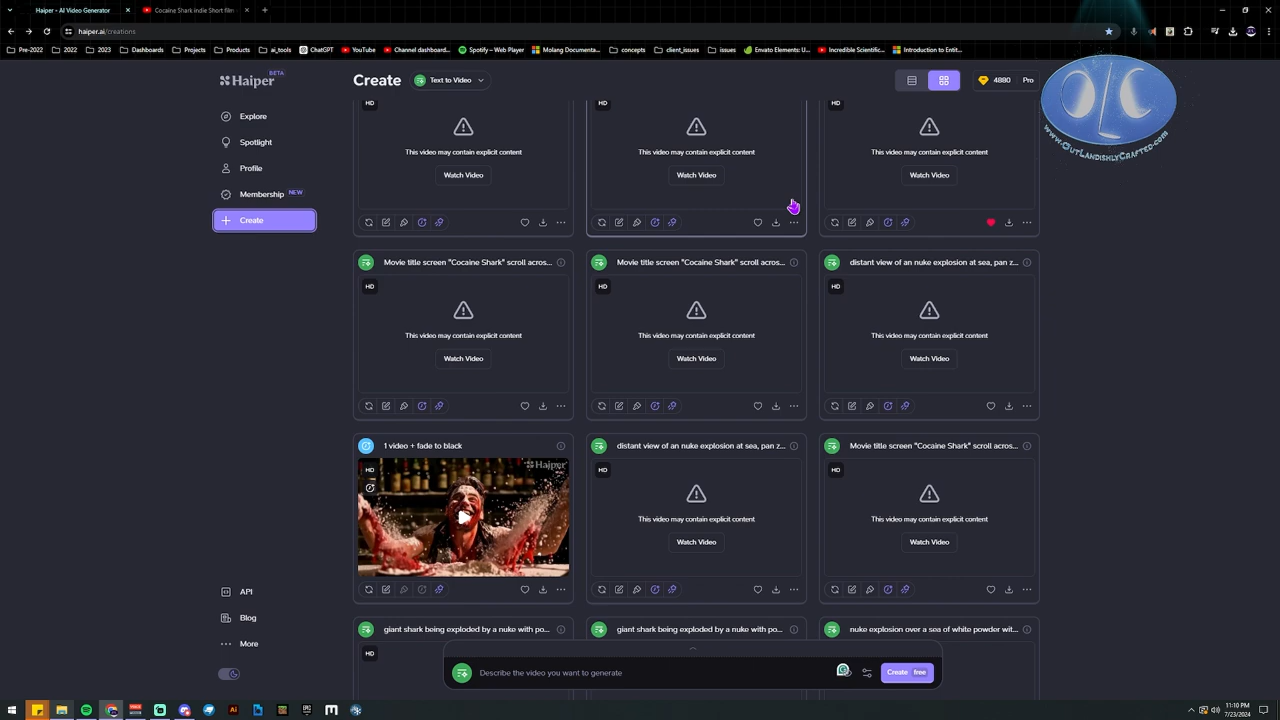 Haiper - AI Video Generator
Cocaine Shark indie Short film
haiper.ai/creations
Pre-2022
2022
2023
Dashboards
Projects
Products
ai_tools
ChatGPT
YouTube
Channel dashboard...
Spotify – Web Player
Molang Documenta...
concepts
client_issues
issues
Envato Elements: U...
Incredible Scientific...
Introduction to Entit...
Haiper BETA
Create
Text to Video
4880
Pro
O/C
www.OutLandishlyCrafted.com
Explore
Spotlight
Profile
Membership NEW
Create
HD
HD
HD
This video may contain explicit content
This video may contain explicit content
This video may contain explicit content
Watch Video
Watch Video
Watch Video
Movie title screen "Cocaine Shark" scroll acros...
Movie title screen "Cocaine Shark" scroll acros...
distant view of an nuke explosion at sea, pan z...
HD
HD
HD
This video may contain explicit content
This video may contain explicit content
This video may contain explicit content
Watch Video
Watch Video
Watch Video
1 video + fade to black
distant view of an nuke explosion at sea, pan z...
Movie title screen "Cocaine Shark" scroll acros...
HD
Haiper
HD
HD
This video may contain explicit content
This video may contain explicit content
Watch Video
Watch Video
giant shark being exploded by a nuke with po...
giant shark being exploded by a nuke with po...
nuke explosion over a sea of white powder wit...
HD
API
Blog
More
Describe the video you want to generate
Create free
11:10 PM
7/23/2024